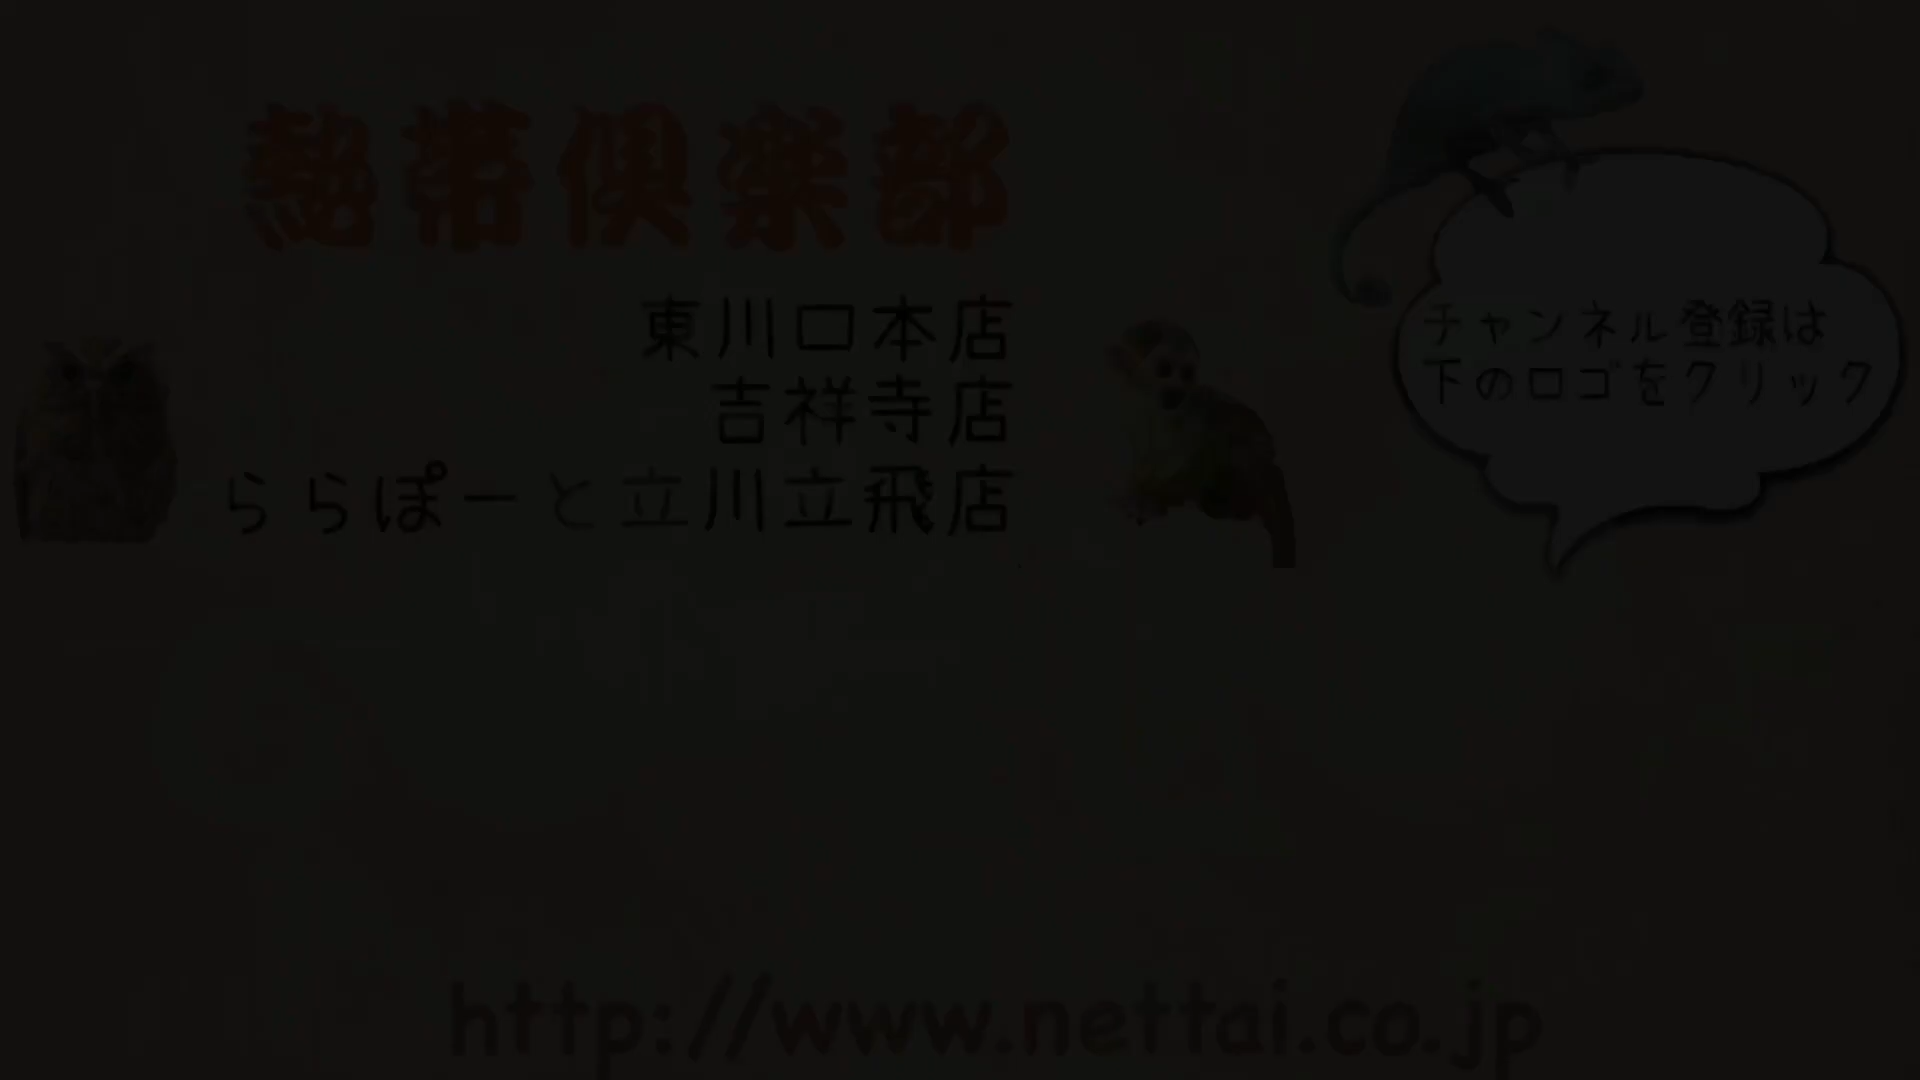 熱帯倶楽部
東川口本店
吉祥寺店
ららぽーと立川立飛店
チャンネル登録は
下のロゴをクリック
http://www.nettai.co.jp